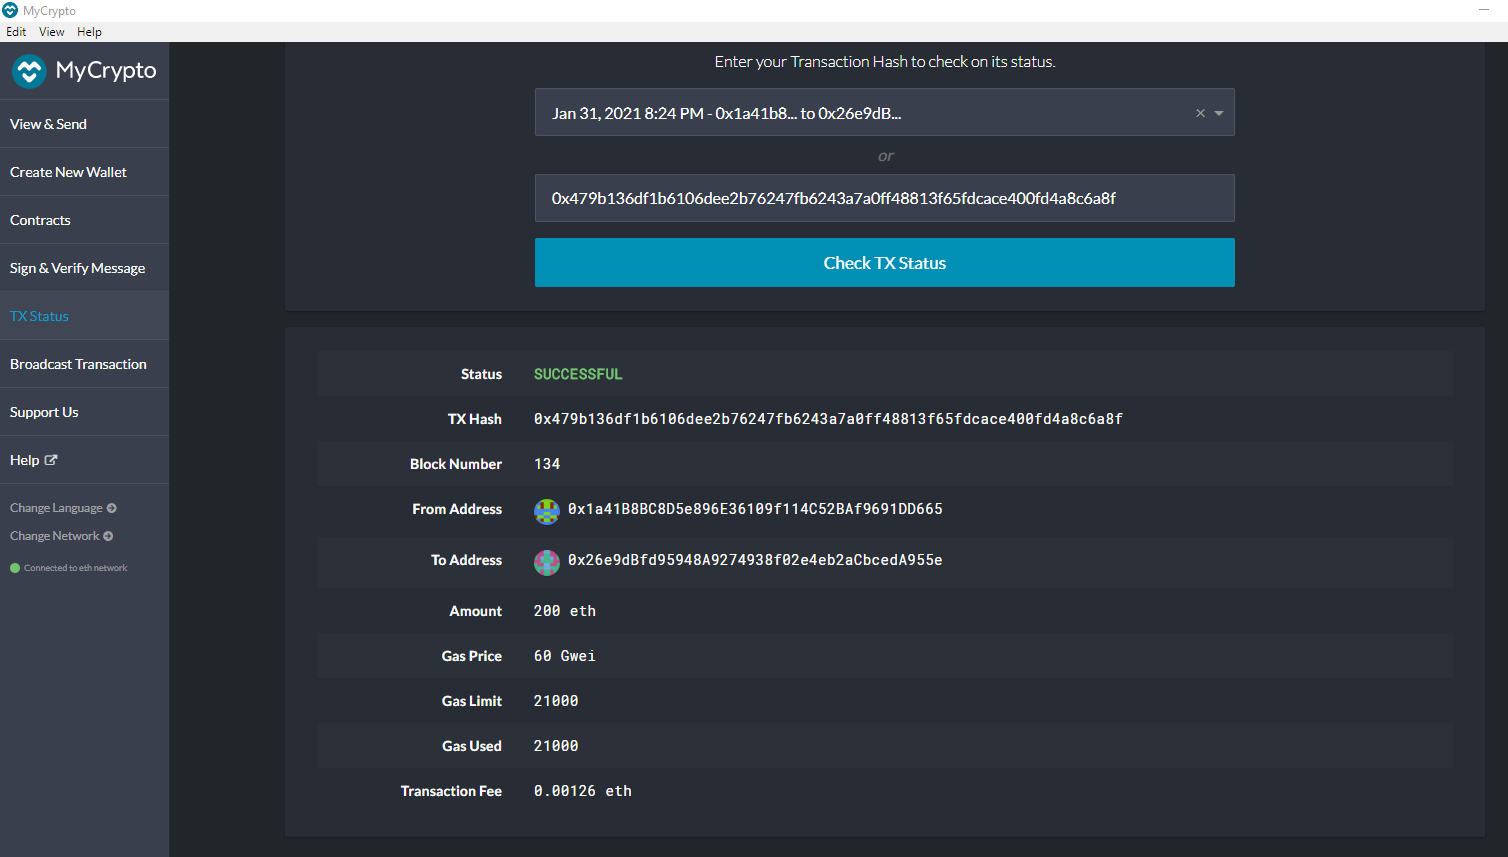 MyCrypto
Edit View Help
MyCrypto
View & Send
Create New Wallet
Contracts
Sign & Verify Message
TX Status
Broadcast Transaction
Support Us
Help
Change Language
Change Network
Connected to eth network
Enter your Transaction Hash to check on its status.
Jan 31, 2021 8:24 PM - 0x1a41b8... to 0x26e9dB...
or
0x479b136df1b6106dee2b76247fb6243a7a0ff48813f65fdcace400fd4a8c6a8f
Check TX Status
Status SUCCESSFUL
TX Hash 0x479b136df1b6106dee2b76247fb6243a7a0ff48813f65fdcace400fd4a8c6a8f
Block Number 134
From Address 0x1a41B8BC8D5e896E36109f114C52BAf9691DD665
To Address 0x26e9dBfd95948A9274938f02e4eb2aCbcedA955e
Amount 200 eth
Gas Price 60 Gwei
Gas Limit 21000
Gas Used 21000
Transaction Fee 0.00126 eth